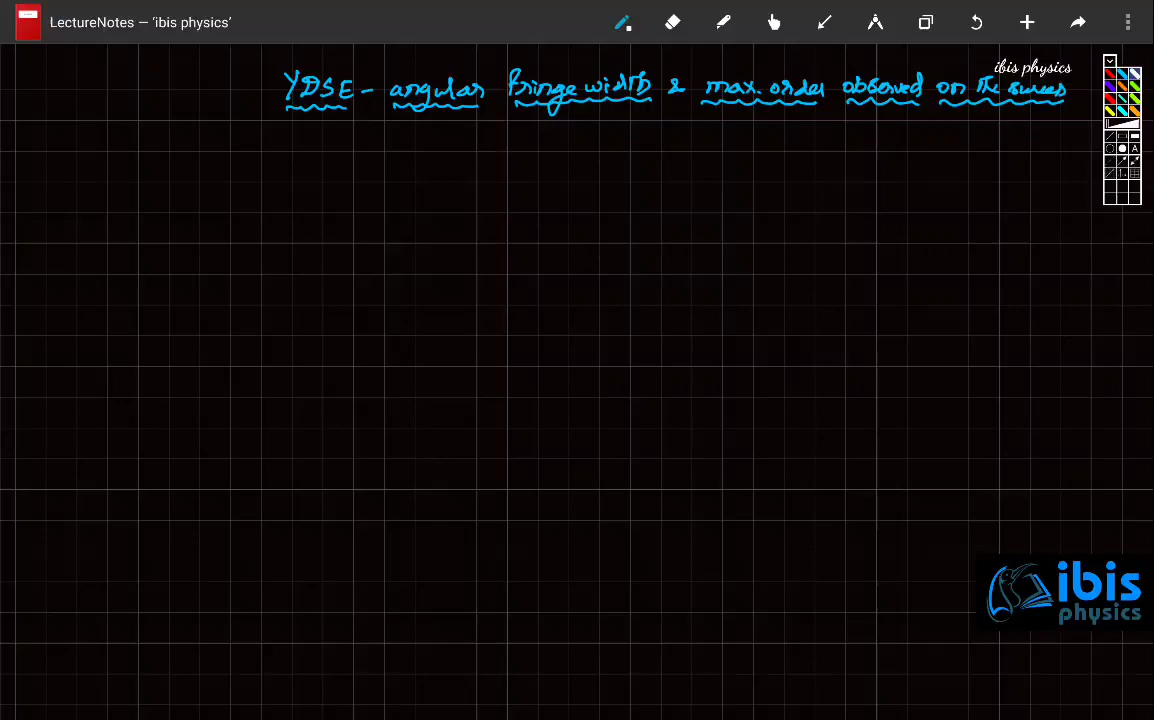 LectureNotes — ‘ibis physics’
ibis physics
YDSE - angular fringe width & max. order observed on the screen
A
ibis
physics